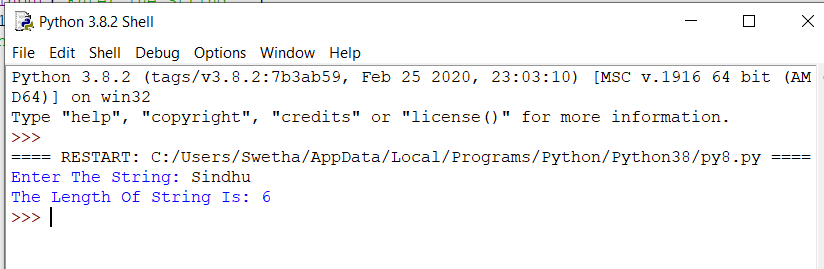 Python 3.8.2 Shell
File Edit Shell Debug Options Window Help
Python 3.8.2 (tags/v3.8.2:7b3ab59, Feb 25 2020, 23:03:10) [MSC v.1916 64 bit (AM
D64)] on win32
Type "help", "copyright", "credits" or "license()" for more information.
>>>
==== RESTART: C:/Users/Swetha/AppData/Local/Programs/Python/Python38/py8.py ====
Enter The String: Sindhu
The Length Of String Is: 6
>>>